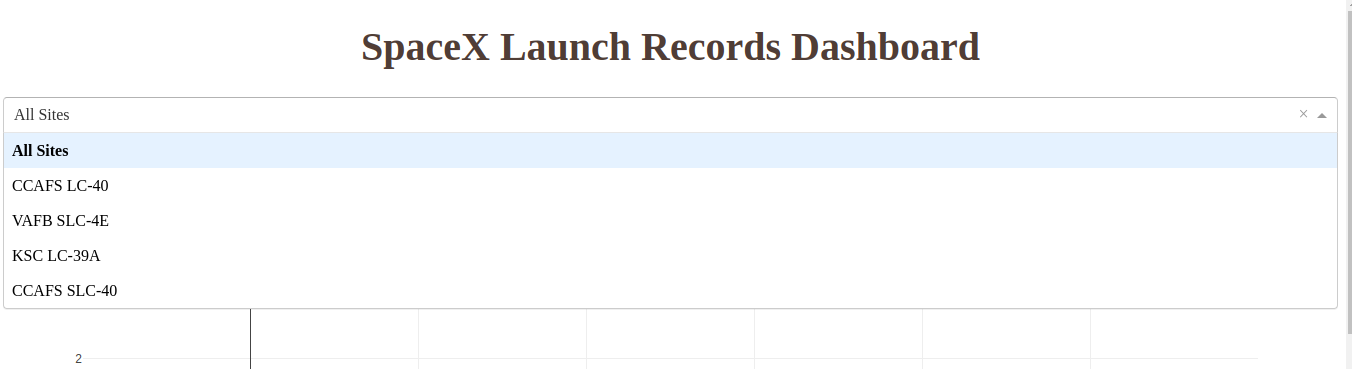 SpaceX Launch Records Dashboard
All Sites ×
All Sites
CCAFS LC-40
VAFB SLC-4E
KSC LC-39A
CCAFS SLC-40
2